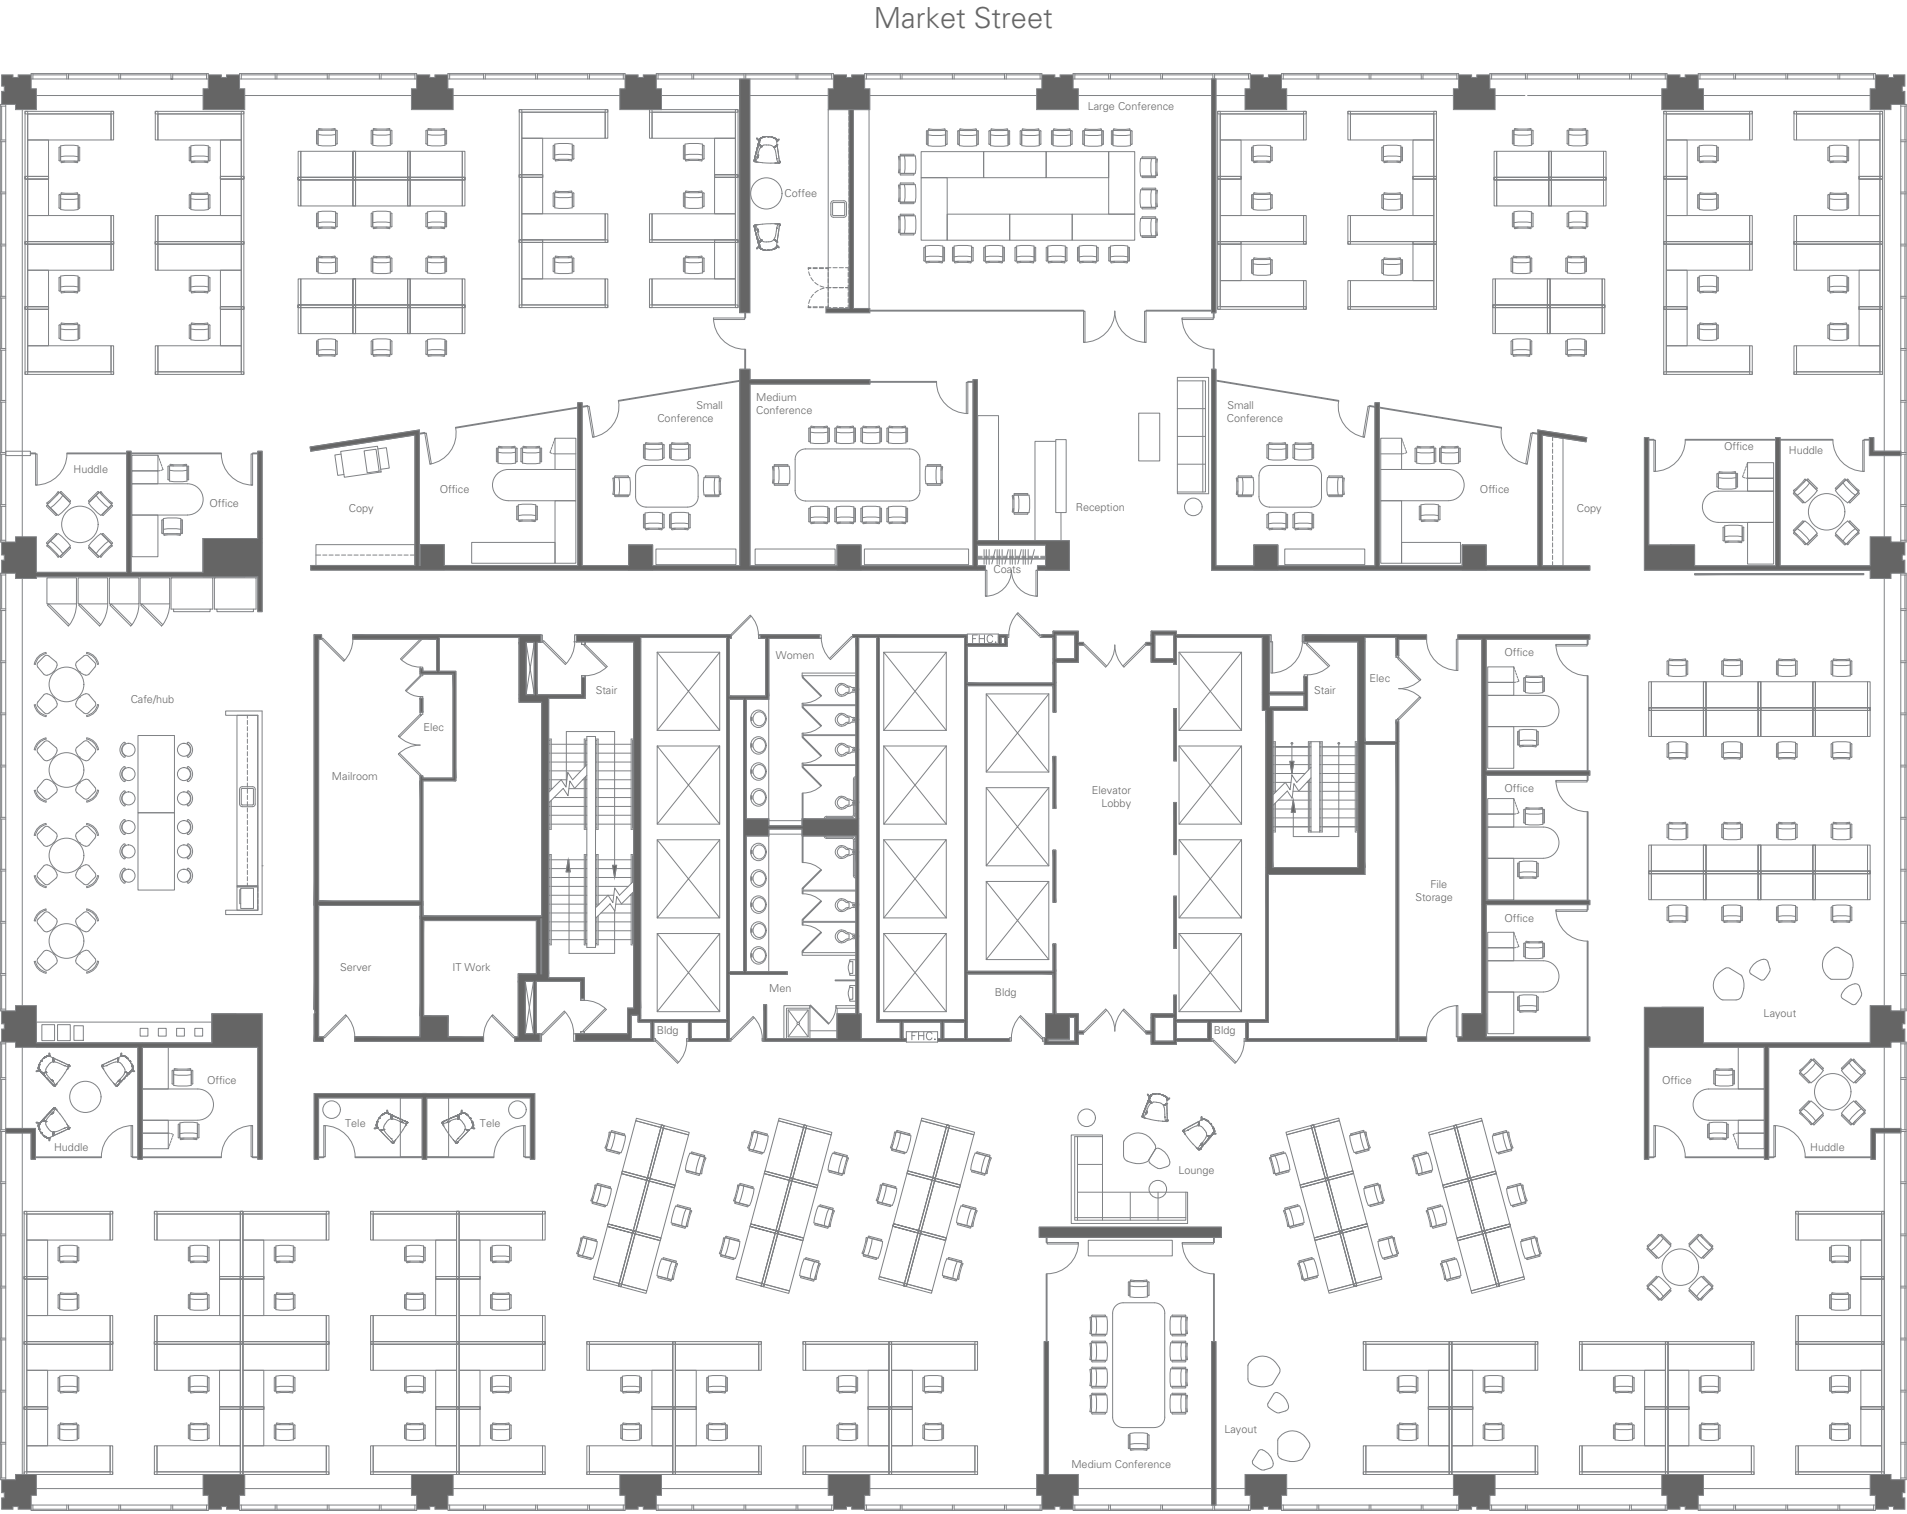 Market Street
Large Conference
Coffee
Small
Conference
Medium
Conference
Small
Conference
Huddle
Office
Office
Copy
Reception
Office
Copy
Office
Huddle
Coats
FHC.
Women
Stair
Stair
Elec
Office
Cafe/hub
Elec
Mailroom
Elevator
Lobby
Office
File
Storage
Office
Server
IT Work
Men
Bldg
Layout
Bldg
FHC.
Bldg
Office
Huddle
Tele
Tele
Lounge
Office
Huddle
Layout
Medium Conference